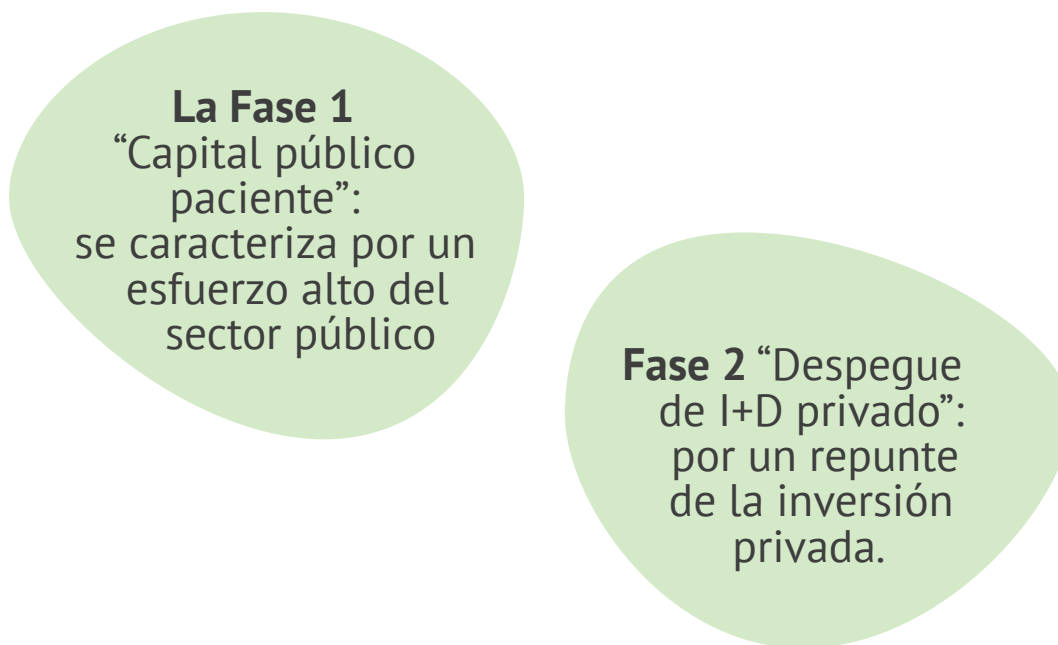 La Fase 1
“Capital público
paciente”:
se caracteriza por un
esfuerzo alto del
sector público
Fase 2 “Despegue
de I+D privado”:
por un repunte
de la inversión
privada.